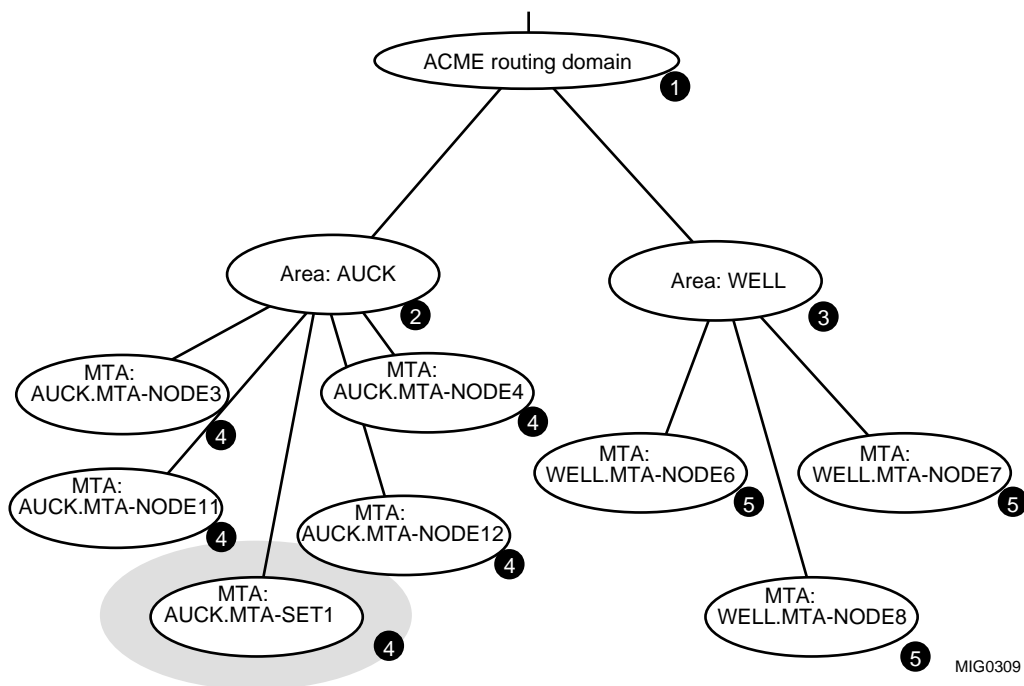 ACME routing domain
1
Area: AUCK
2
Area: WELL
3
MTA:
AUCK.MTA-NODE3
4
MTA:
AUCK.MTA-NODE4
4
MTA:
WELL.MTA-NODE6
5
MTA:
WELL.MTA-NODE7
5
MTA:
AUCK.MTA-NODE11
4
MTA:
AUCK.MTA-NODE12
4
MTA:
AUCK.MTA-SET1
4
MTA:
WELL.MTA-NODE8
5
MIG0309